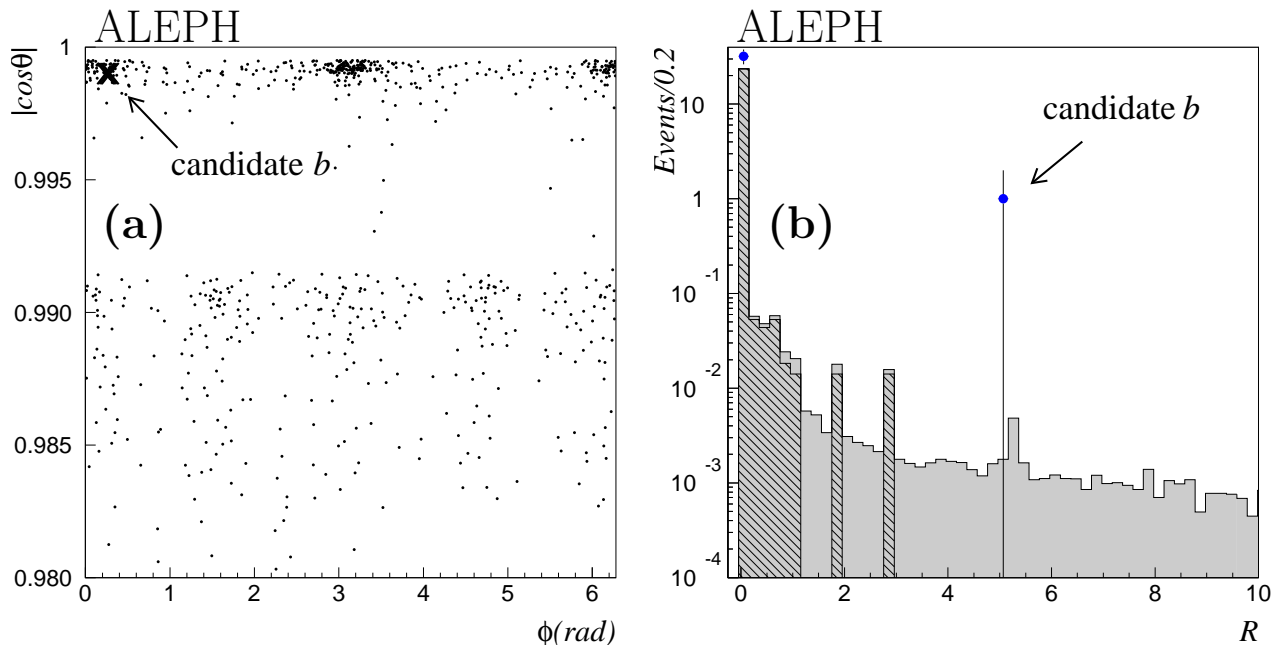 ALEPH
|cosθ|
1
0.995
0.990
0.985
0.980
candidate b
(a)
0 1 2 3 4 5 6
ϕ(rad)
ALEPH
Events/0.2
10
1
10⁻¹
10⁻²
10⁻³
10⁻⁴
candidate b
(b)
0 2 4 6 8 10
R